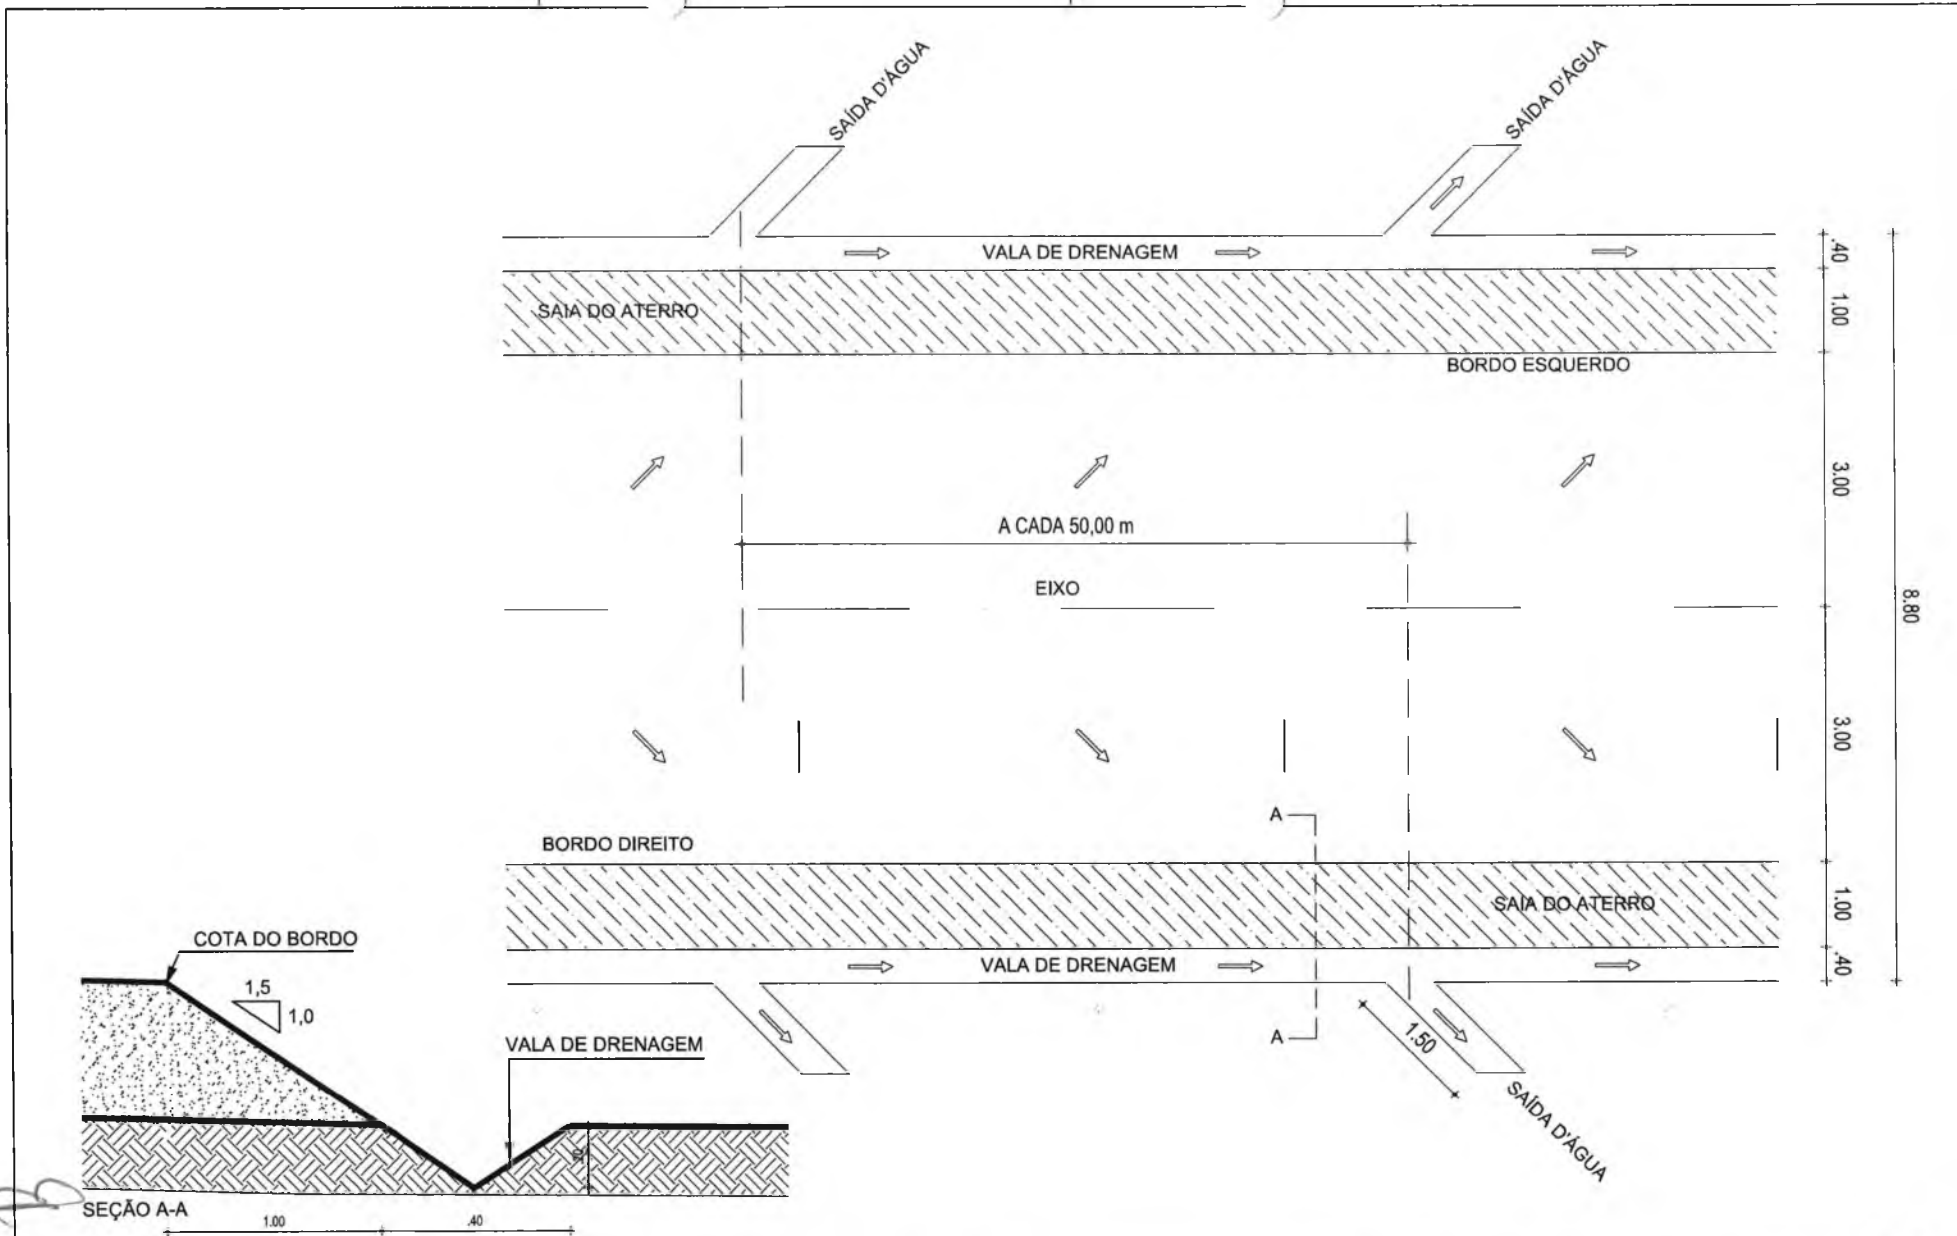 SAÍDA D'ÁGUA
SAÍDA D'ÁGUA
VALA DE DRENAGEM
.40
SAIA DO ATERRO
1.00
BORDO ESQUERDO
3.00
A CADA 50,00 m
EIXO
8.80
3.00
A
BORDO DIREITO
SAIA DO ATERRO
1.00
COTA DO BORDO
VALA DE DRENAGEM
.40
1,5
1,0
A
1.50
VALA DE DRENAGEM
SAÍDA D'ÁGUA
SEÇÃO A-A
1.00
.40